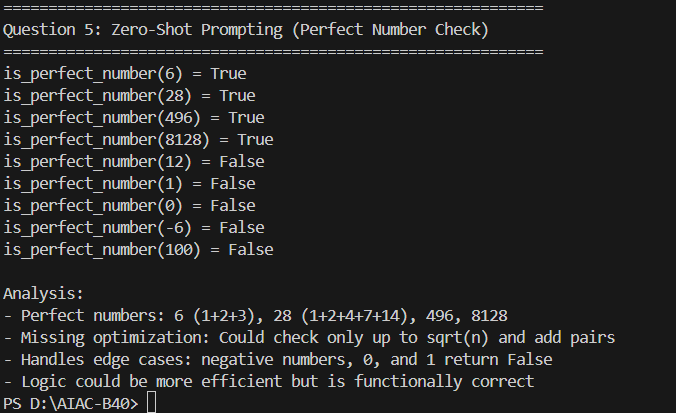 ============================================================
Question 5: Zero-Shot Prompting (Perfect Number Check)
============================================================
is_perfect_number(6) = True
is_perfect_number(28) = True
is_perfect_number(496) = True
is_perfect_number(8128) = True
is_perfect_number(12) = False
is_perfect_number(1) = False
is_perfect_number(0) = False
is_perfect_number(-6) = False
is_perfect_number(100) = False

Analysis:
- Perfect numbers: 6 (1+2+3), 28 (1+2+4+7+14), 496, 8128
- Missing optimization: Could check only up to sqrt(n) and add pairs
- Handles edge cases: negative numbers, 0, and 1 return False
- Logic could be more efficient but is functionally correct
PS D:\AIAC-B40>